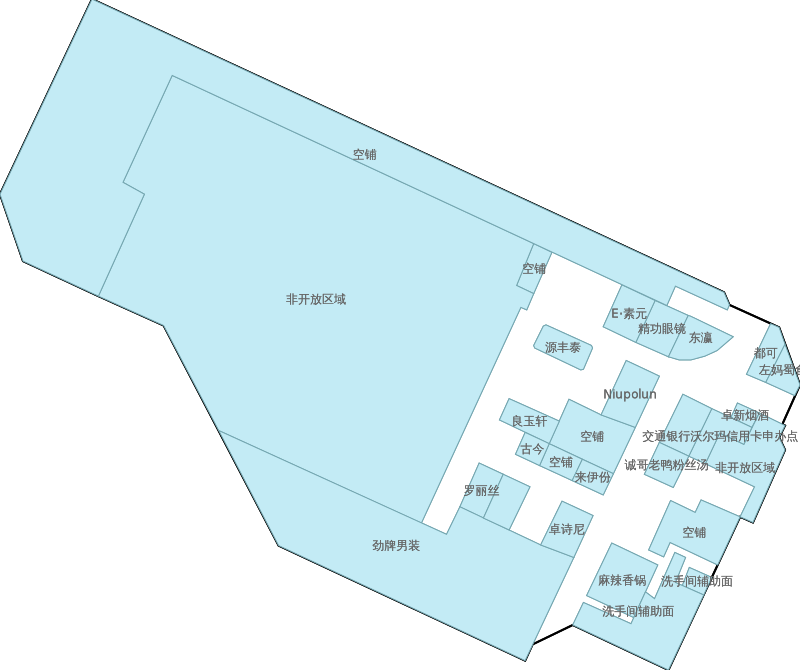 空铺
空铺
非开放区域
E·素元
精功眼镜
东瀛
源丰泰
都可
左妈蜀
Niupolun
卓新烟酒
良玉轩
空铺
交通银行沃尔玛信用卡申办点
古今
空铺
诚哥老鸭粉丝汤
非开放区域
来伊份
罗丽丝
卓诗尼
空铺
劲牌男装
麻辣香锅
洗手间辅助面
洗手间辅助面